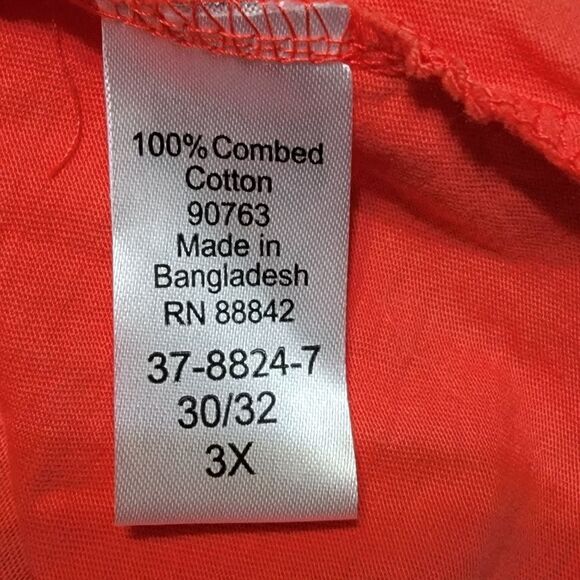 100% Combed
Cotton
90763
Made in
Bangladesh
RN 88842
37-8824-7
30/32
3X